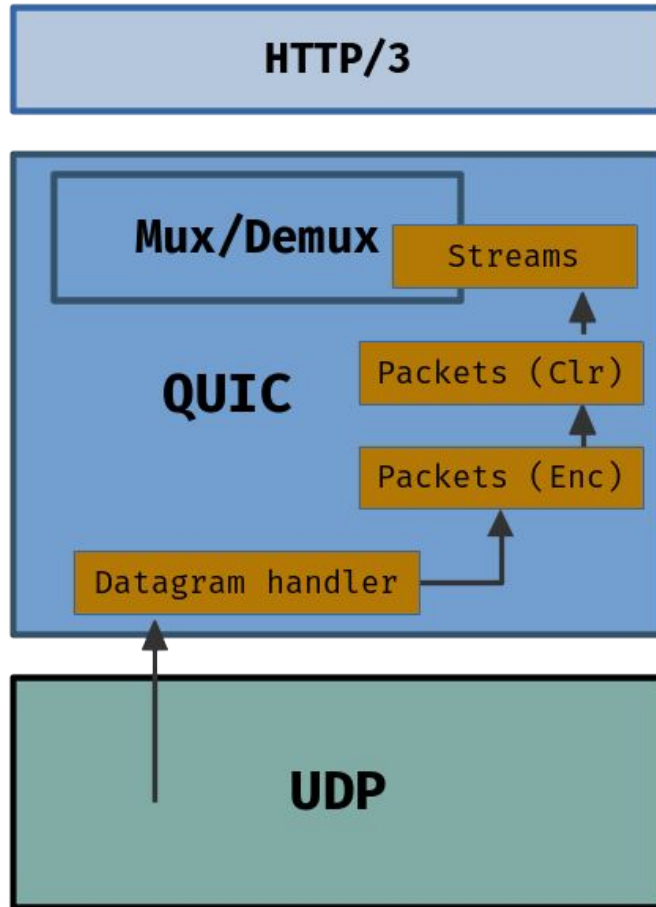 HTTP/3
Mux/Demux
Streams
Packets (Clr)
QUIC
Packets (Enc)
Datagram handler
UDP